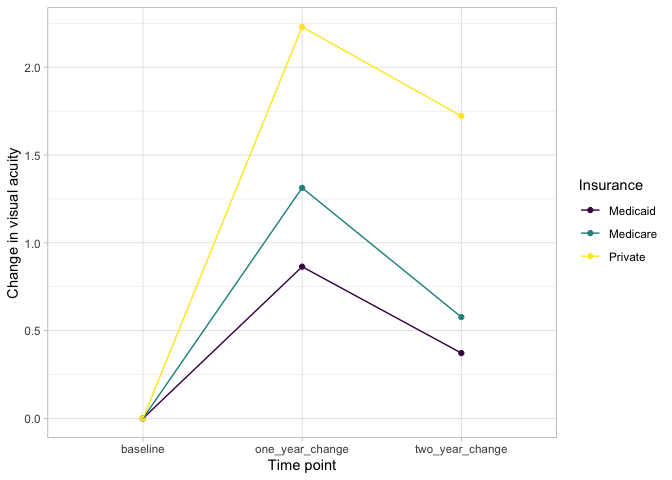 Change in visual acuity
2.0
1.5
1.0
0.5
0.0
baseline
one_year_change
two_year_change
Time point
Insurance
Medicaid
Medicare
Private